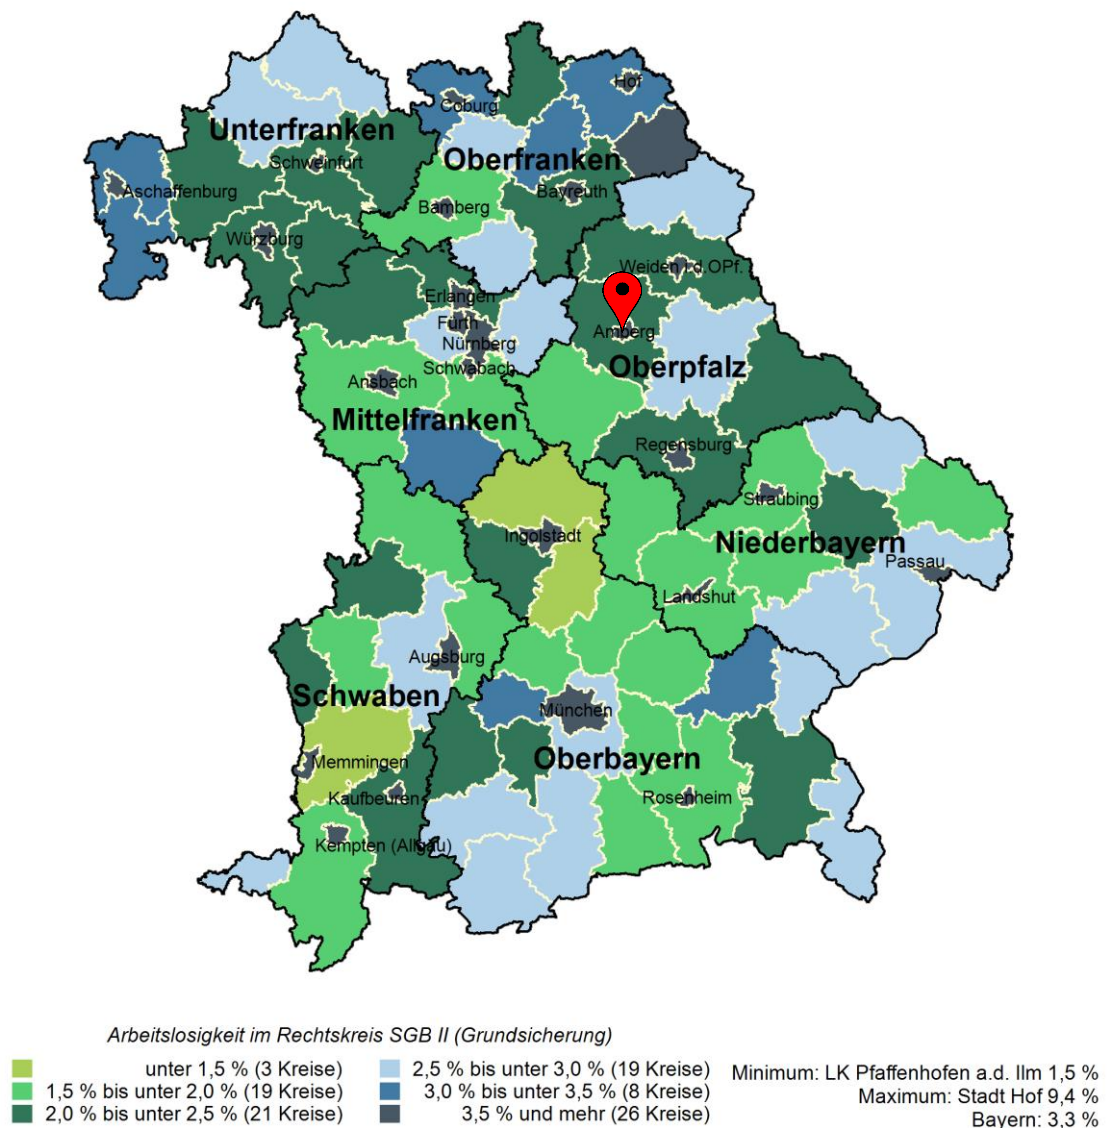 Hof
Coburg
Unterfranken
Oberfranken
Schweinfurt
Aschaffenburg
Bayreuth
Bamberg
Würzburg
Weiden i.d.OPf.
Erlangen
Fürth
Amberg
Nürnberg
Schwabach
Oberpfalz
Ansbach
Mittelfranken
Regensburg
Straubing
Ingolstadt
Niederbayern
Passau
Landshut
Augsburg
Schwaben
München
Oberbayern
Memmingen
Kaufbeuren
Rosenheim
Kempten (Allgäu)
Arbeitslosigkeit im Rechtskreis SGB II (Grundsicherung)
unter 1,5 % (3 Kreise)
1,5 % bis unter 2,0 % (19 Kreise)
2,0 % bis unter 2,5 % (21 Kreise)
2,5 % bis unter 3,0 % (19 Kreise)
3,0 % bis unter 3,5 % (8 Kreise)
3,5 % und mehr (26 Kreise)
Minimum: LK Pfaffenhofen a.d. Ilm 1,5 %
Maximum: Stadt Hof 9,4 %
Bayern: 3,3 %